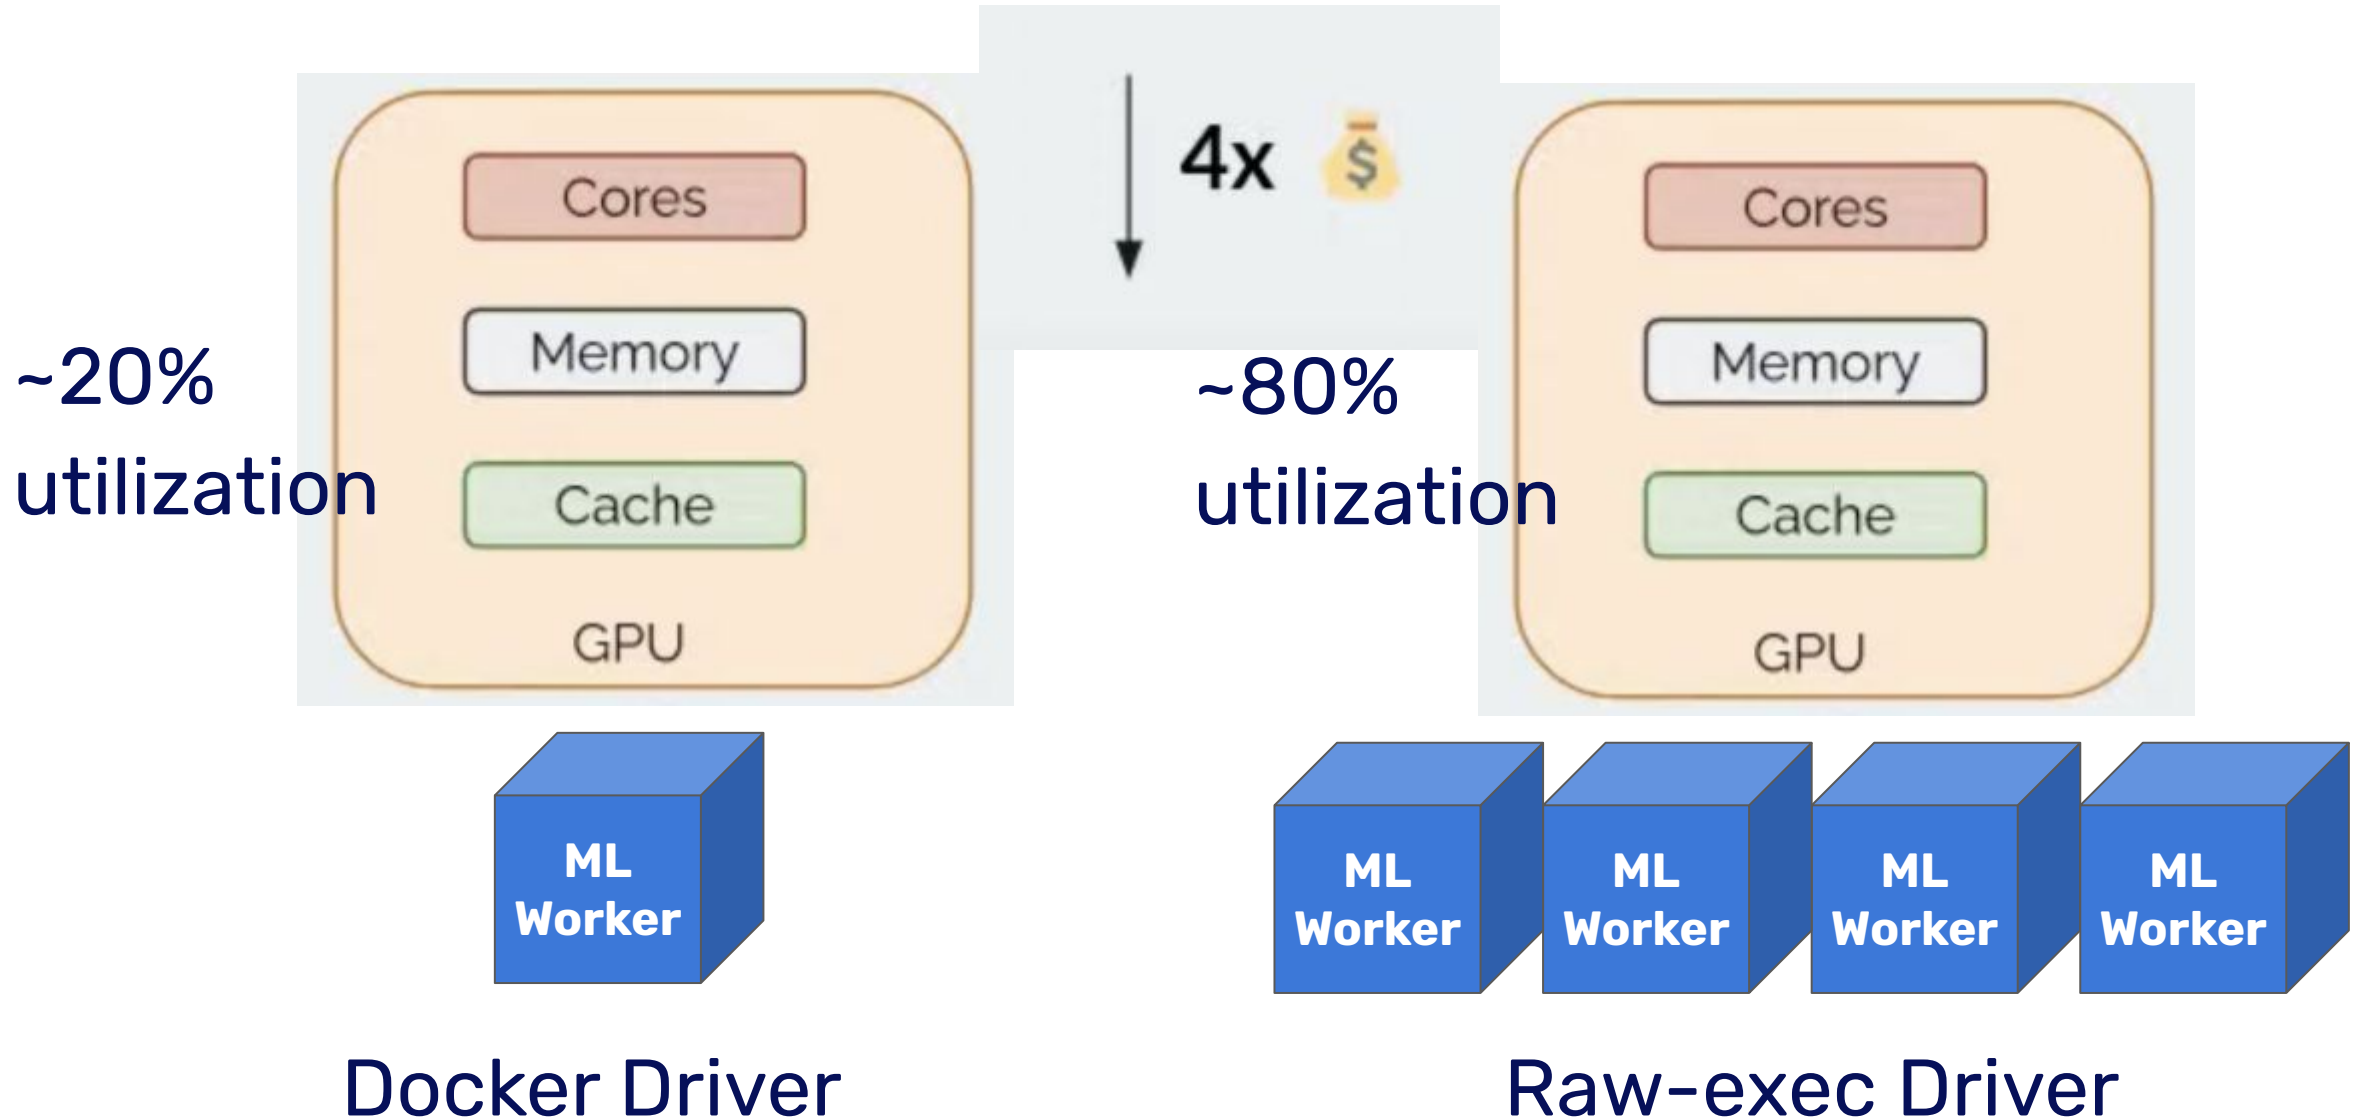 4x
Cores
Memory
Cache
GPU
~20%
utilization
ML
Worker
Docker Driver
Cores
Memory
Cache
GPU
~80%
utilization
ML
Worker
ML
Worker
ML
Worker
ML
Worker
Raw-exec Driver